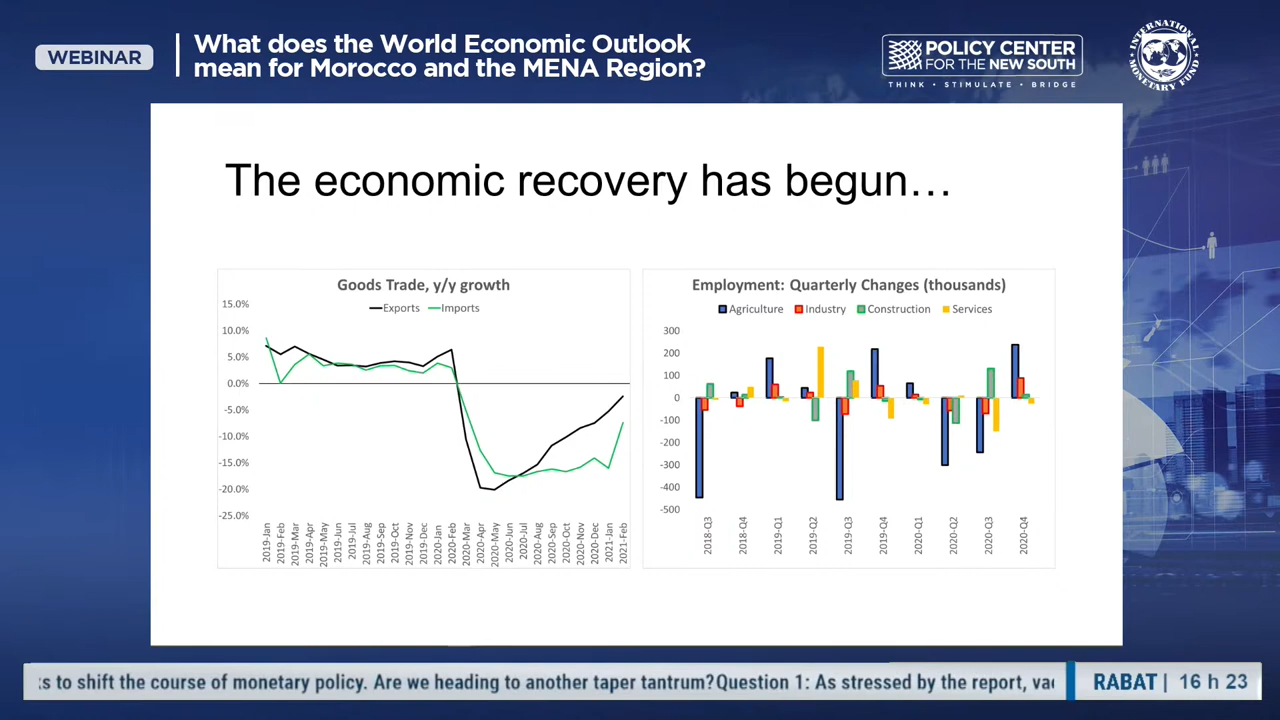 WEBINAR
What does the World Economic Outlook
mean for Morocco and the MENA Region?
POLICY CENTER
FOR THE NEW SOUTH
THINK • STIMULATE • BRIDGE
INTERNATIONAL MONETARY FUND
The economic recovery has begun…
Goods Trade, y/y growth
Exports Imports
15.0%
10.0%
5.0%
0.0%
-5.0%
-10.0%
-15.0%
-20.0%
-25.0%
2019-Jan
2019-Feb
2019-Mar
2019-Apr
2019-May
2019-Jun
2019-Jul
2019-Aug
2019-Sep
2019-Oct
2019-Nov
2019-Dec
2020-Jan
2020-Feb
2020-Mar
2020-Apr
2020-May
2020-Jun
2020-Jul
2020-Aug
2020-Sep
2020-Oct
2020-Nov
2020-Dec
2021-Jan
2021-Feb
Employment: Quarterly Changes (thousands)
Agriculture Industry Construction Services
300
200
100
0
-100
-200
-300
-400
-500
2018-Q3
2018-Q4
2019-Q1
2019-Q2
2019-Q3
2019-Q4
2020-Q1
2020-Q2
2020-Q3
2020-Q4
s to shift the course of monetary policy. Are we heading to another taper tantrum?Question 1: As stressed by the report, va
RABAT | 16 h 23